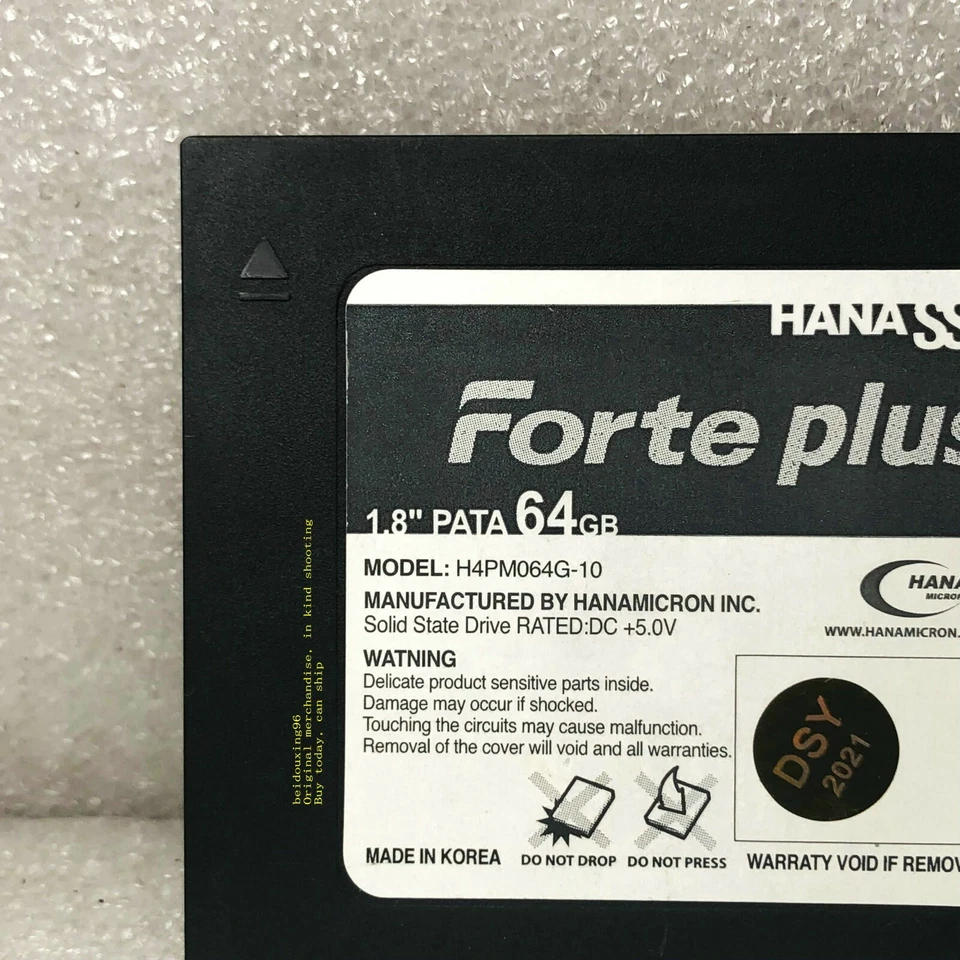 HANA SS
Forte plus
1.8" PATA 64GB
MODEL: H4PM064G-10
MANUFACTURED BY HANAMICRON INC.
Solid State Drive RATED:DC +5.0V
HANA
MICRON
WWW.HANAMICRON.
WATNING
Delicate product sensitive parts inside.
Damage may occur if shocked.
Touching the circuits may cause malfunction.
Removal of the cover will void and all warranties.
DSY
2021
MADE IN KOREA
DO NOT DROP
DO NOT PRESS
WARRATY VOID IF REMOV
beidouxing96
Original merchandise, in kind shooting
Buy today, can ship